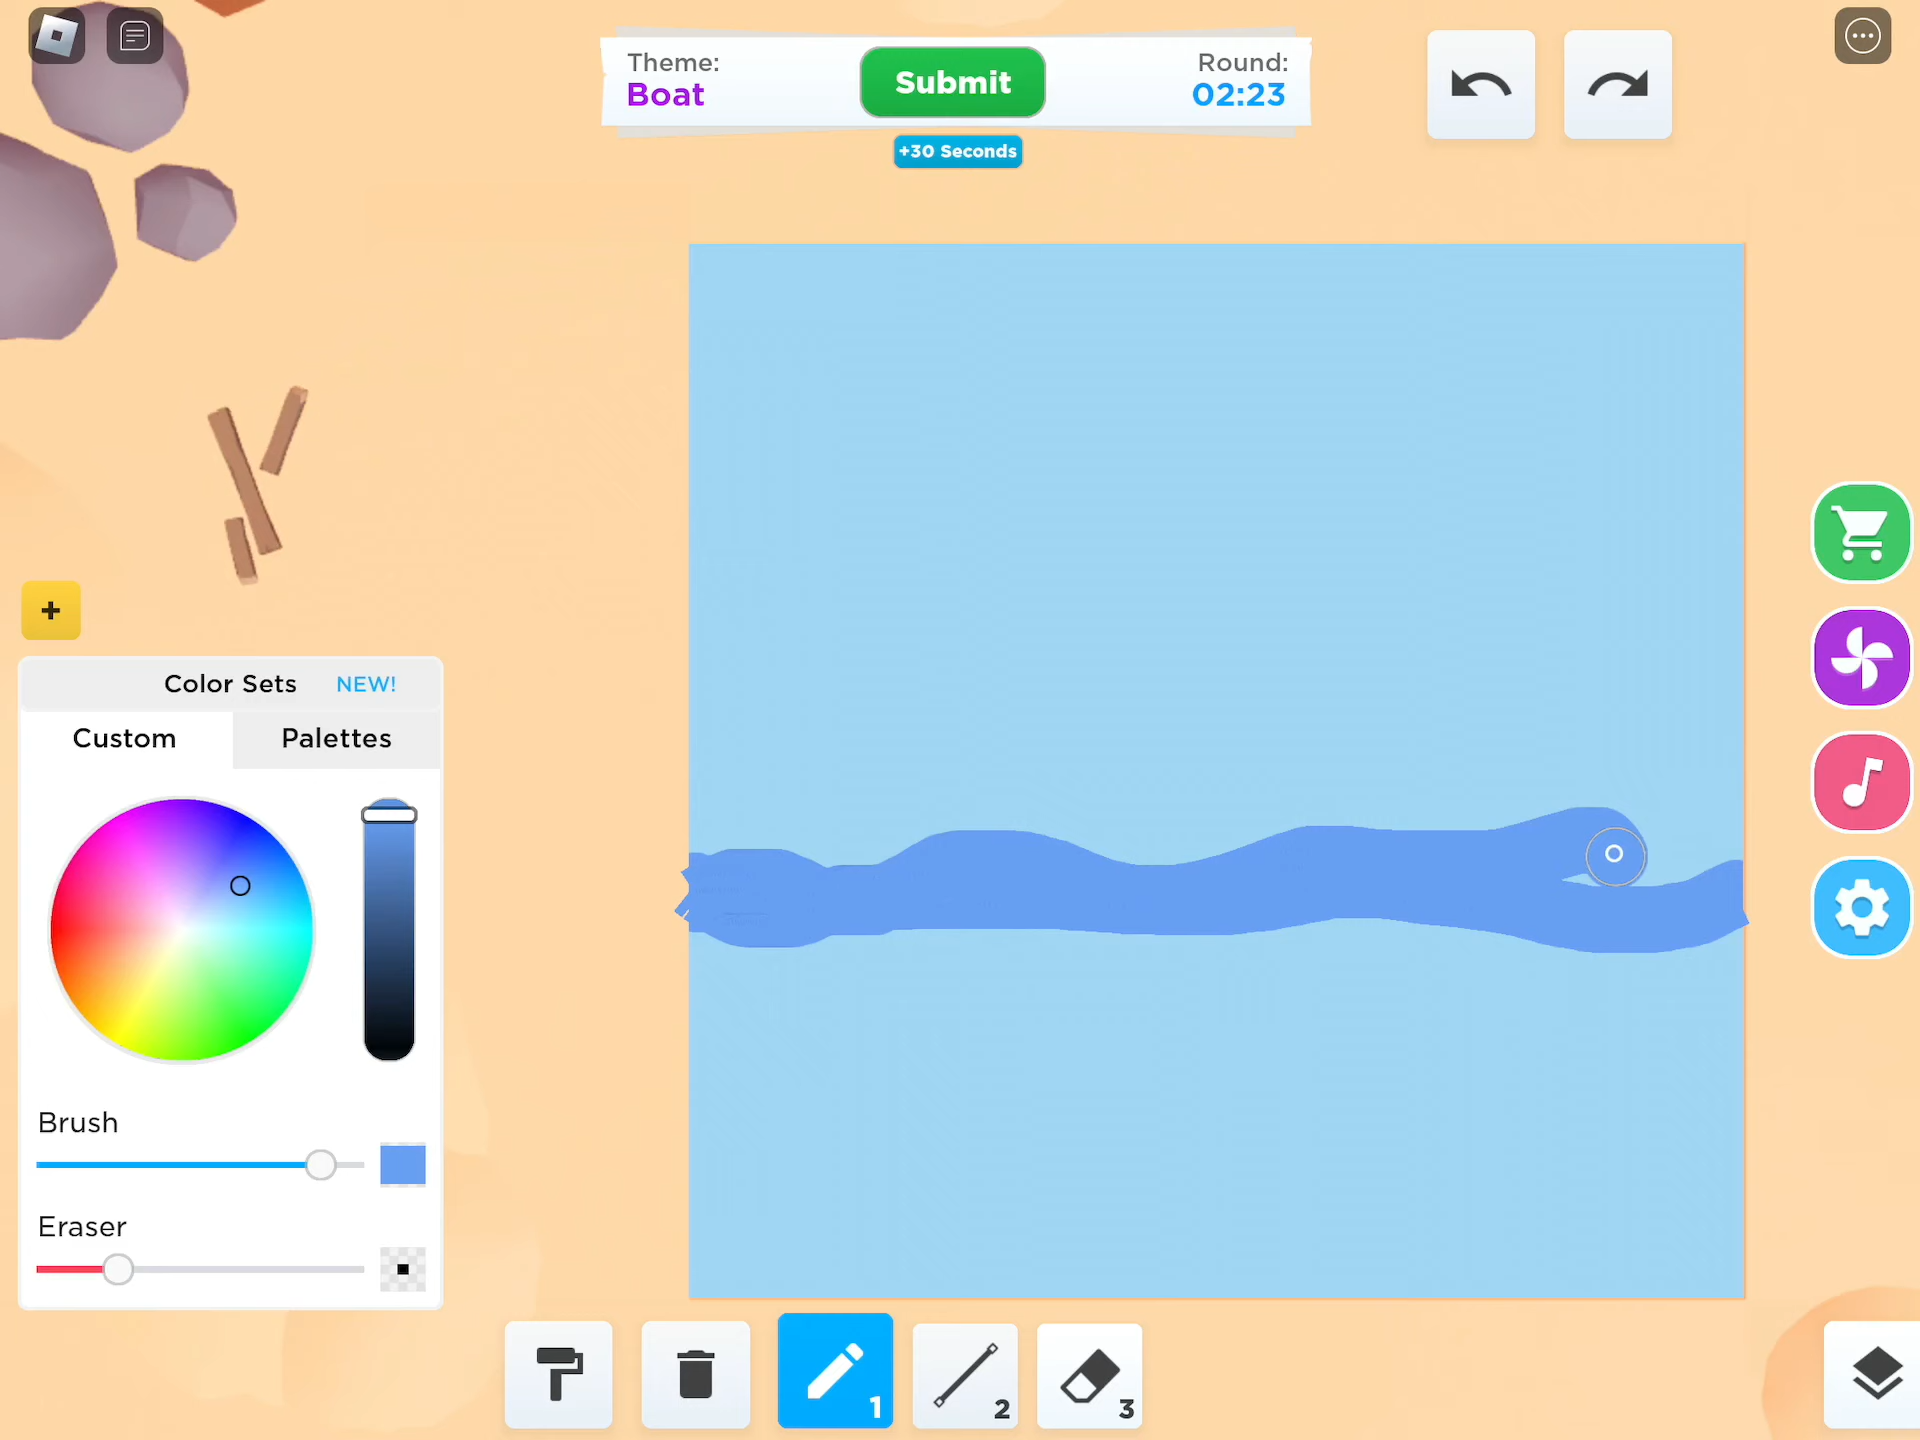 Theme:
Boat
Submit
Round:
02:23
+30 Seconds
+
Color Sets NEW!
Custom
Palettes
Brush
Eraser
1
2
3